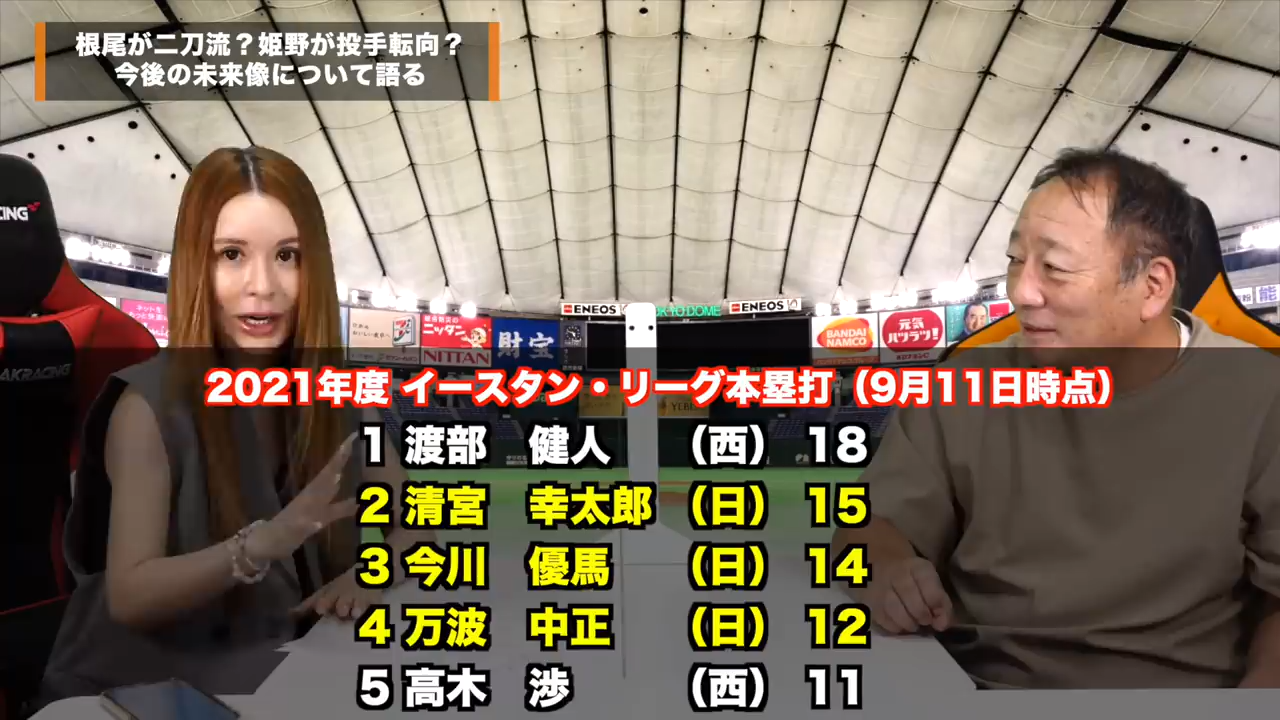 根尾が二刀流？姫野が投手転向？
今後の未来像について語る
ENEOS
TOKYO DOME
ENEOS
ニッタン
NITTAN
財宝
BANDAI
NAMCO
元気
ハツラツ!
AKRACING
2021年度 イースタン・リーグ本塁打（9月11日時点）
1 渡部　健人　（西） 18
2 清宮　幸太郎（日） 15
3 今川　優馬　（日） 14
4 万波　中正　（日） 12
5 高木　渉　　（西） 11